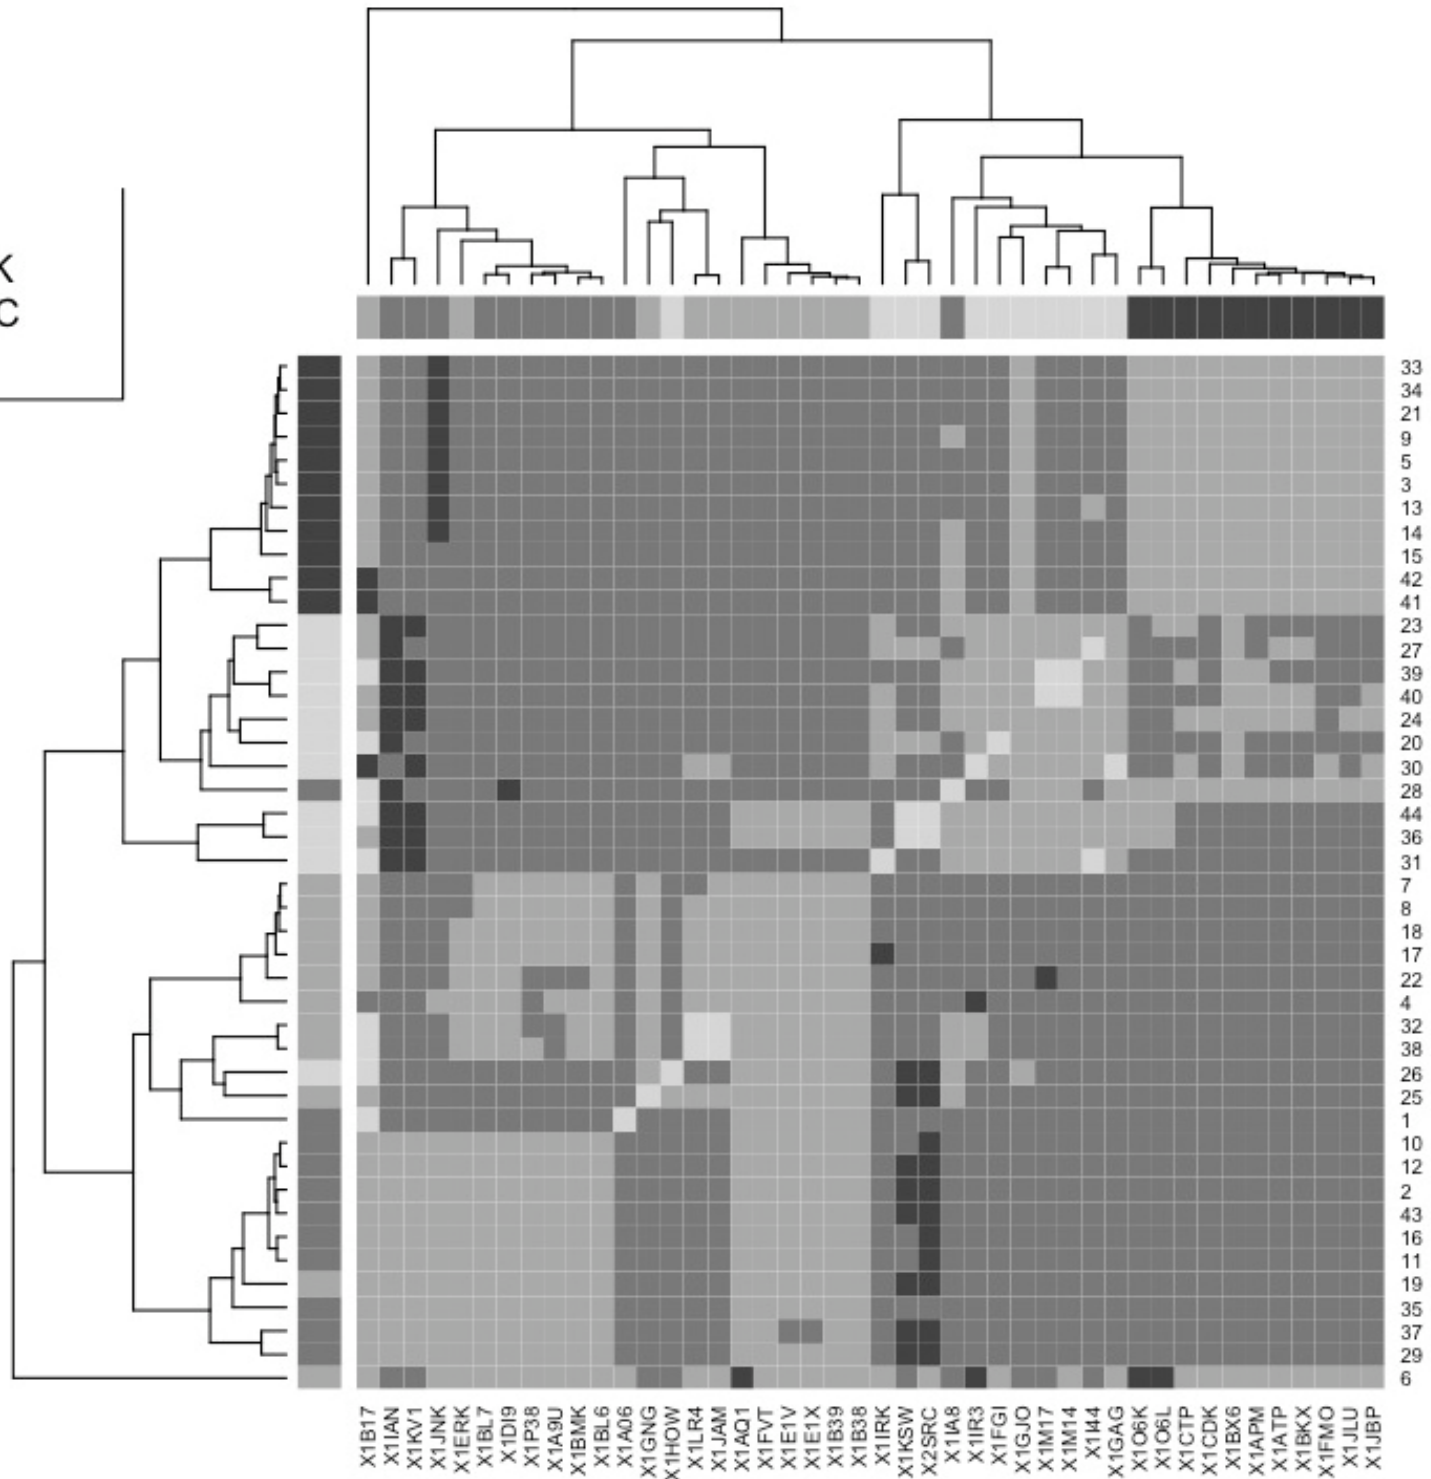 K
C
33
34
21
9
5
3
13
14
15
42
41
23
27
39
40
24
20
30
28
44
36
31
7
8
18
17
22
4
32
38
26
25
1
10
12
2
43
16
11
19
35
37
29
6
X1B17
X1IAN
X1KV1
X1JNK
X1ERK
X1BL7
X1DI9
X1P38
X1A9U
X1BMK
X1BL6
X1A06
X1GNG
X1HOW
X1LR4
X1JAM
X1AQ1
X1FVT
X1E1V
X1E1X
X1B39
X1B38
X1IRK
X1KSW
X2SRC
X1IA8
X1IR3
X1FGI
X1GJO
X1M17
X1M14
X1I44
X1GAG
X1O6K
X1O6L
X1CTP
X1CDK
X1BX6
X1APM
X1ATP
X1BKX
X1FMO
X1JLU
X1JBP